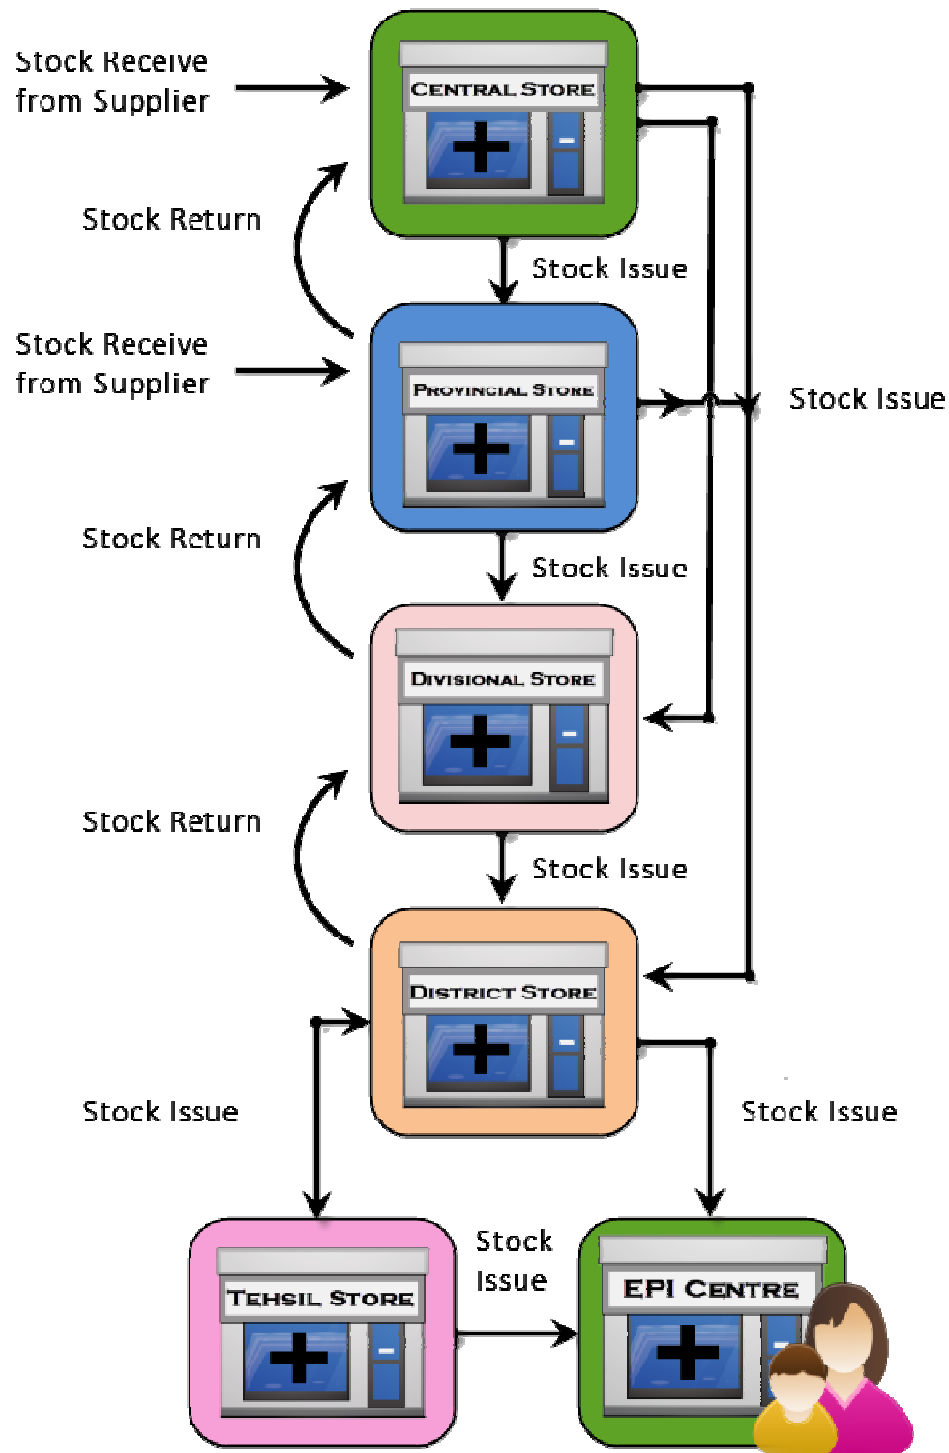 Stock Receive
from Supplier
CENTRAL STORE
Stock Return
Stock Issue
Stock Receive
from Supplier
PROVINCIAL STORE
Stock Issue
Stock Return
Stock Issue
DIVISIONAL STORE
Stock Return
Stock Issue
DISTRICT STORE
Stock Issue
Stock Issue
Stock
Issue
TEHSIL STORE
EPI CENTRE